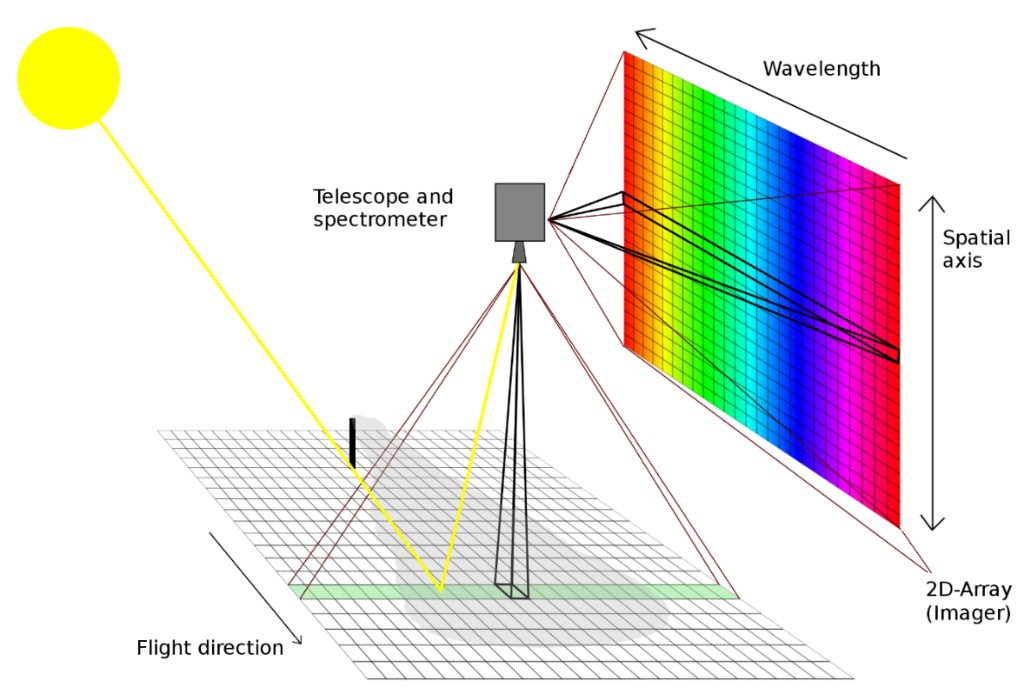 Wavelength
Telescope and
spectrometer
Spatial
axis
2D-Array
(Imager)
Flight direction